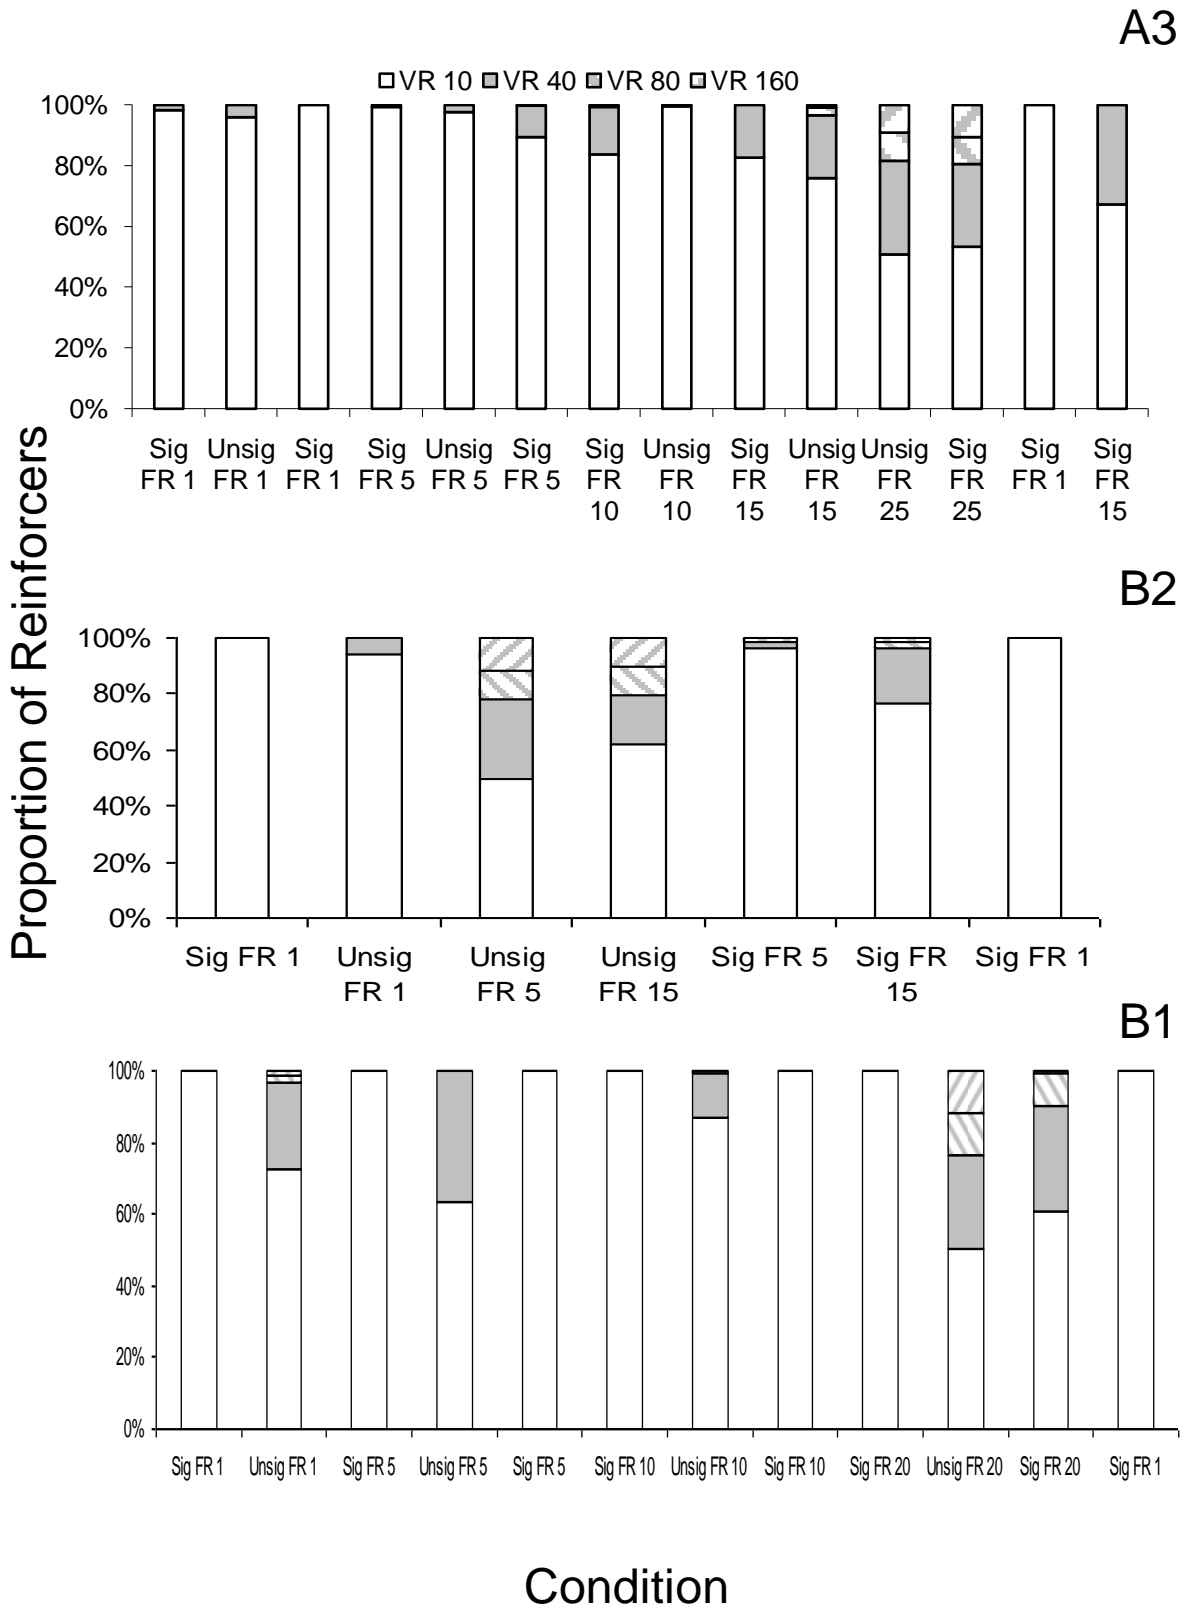 A3
VR 10 VR 40 VR 80 VR 160
100%
80%
60%
40%
20%
0%
Sig Unsig Sig Sig Unsig Sig Sig Unsig Sig Unsig Unsig Sig Sig Sig
FR 1 FR 1 FR 1 FR 5 FR 5 FR 5 FR FR FR FR FR FR FR 1 FR
10 10 15 15 25 25 15
Proportion of Reinforcers
B2
100%
80%
60%
40%
20%
0%
Sig FR 1 Unsig Unsig Unsig Sig FR 5 Sig FR Sig FR 1
FR 1 FR 5 FR 15 15
B1
100%
80%
60%
40%
20%
0%
Sig FR 1 Unsig FR 1 Sig FR 5 Unsig FR 5 Sig FR 5 Sig FR 10 Unsig FR 10 Sig FR 10 Sig FR 20 Unsig FR 20 Sig FR 20 Sig FR 1
Condition